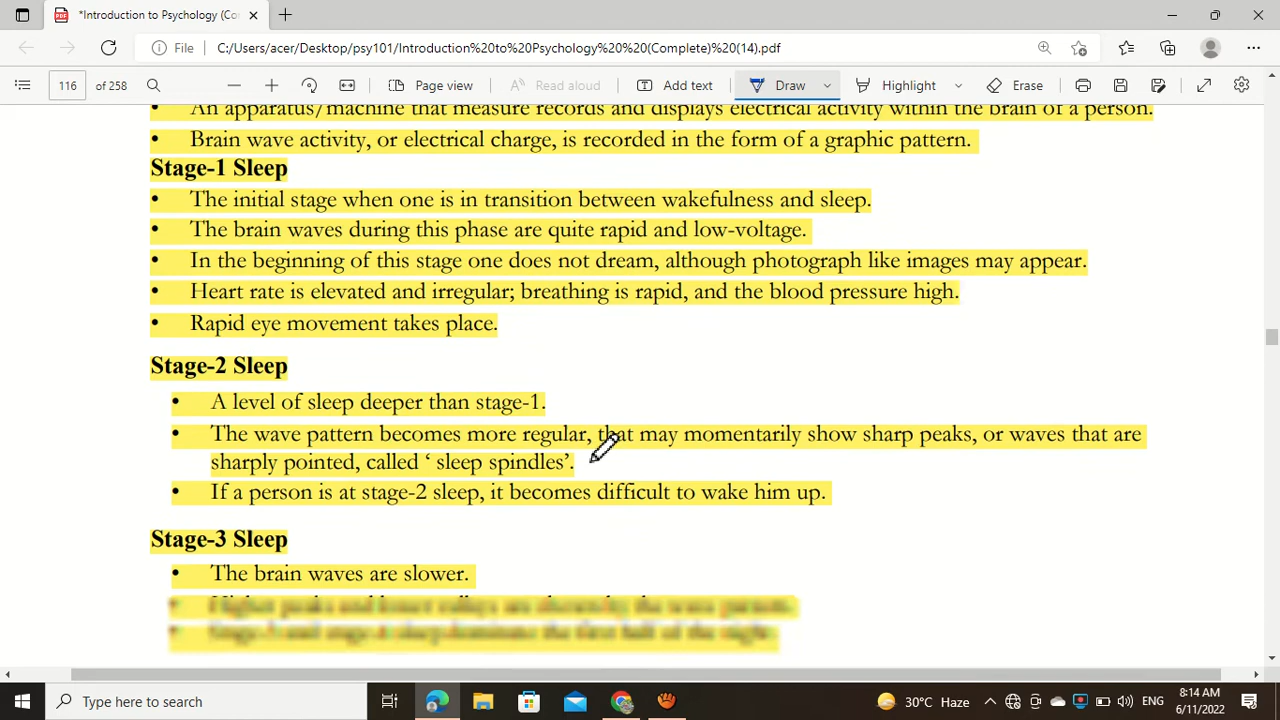 *Introduction to Psychology (Co
File
C:/Users/acer/Desktop/psy101/Introduction%20to%20Psychology%20%20(Complete)%20(14).pdf
116 of 258 Page view Read aloud Add text Draw Highlight Erase
• An apparatus/machine that measure records and displays electrical activity within the brain of a person.
• Brain wave activity, or electrical charge, is recorded in the form of a graphic pattern.
Stage-1 Sleep
• The initial stage when one is in transition between wakefulness and sleep.
• The brain waves during this phase are quite rapid and low-voltage.
• In the beginning of this stage one does not dream, although photograph like images may appear.
• Heart rate is elevated and irregular; breathing is rapid, and the blood pressure high.
• Rapid eye movement takes place.
Stage-2 Sleep
• A level of sleep deeper than stage-1.
• The wave pattern becomes more regular, that may momentarily show sharp peaks, or waves that are
sharply pointed, called ‘ sleep spindles’.
• If a person is at stage-2 sleep, it becomes difficult to wake him up.
Stage-3 Sleep
• The brain waves are slower.
Type here to search
30°C Haze
ENG
8:14 AM
6/11/2022